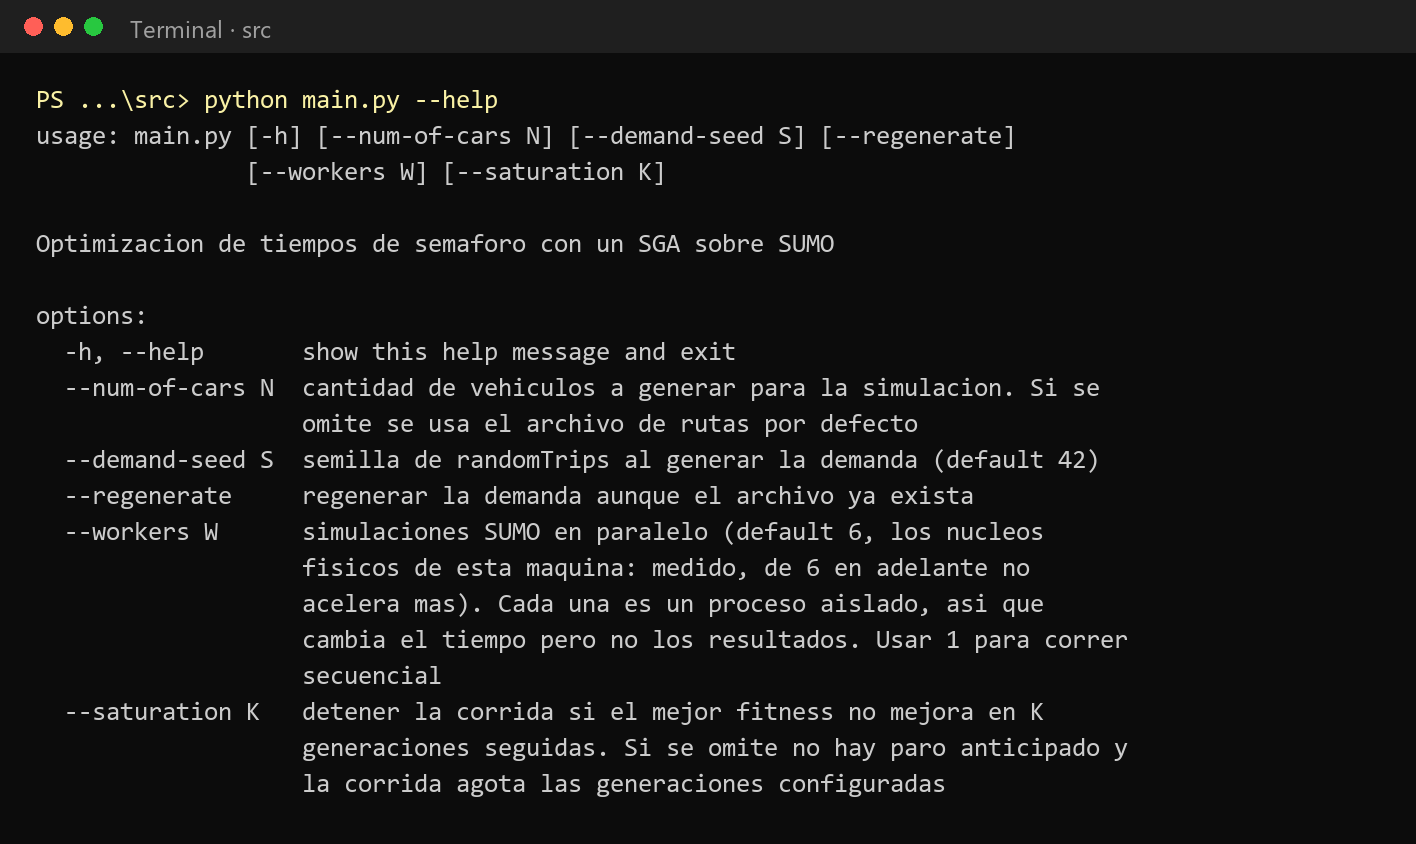 Terminal · src
PS ...\src> python main.py --help
usage: main.py [-h] [--num-of-cars N] [--demand-seed S] [--regenerate]
               [--workers W] [--saturation K]
Optimizacion de tiempos de semaforo con un SGA sobre SUMO
options:
  -h, --help       show this help message and exit
  --num-of-cars N  cantidad de vehiculos a generar para la simulacion. Si se
                   omite se usa el archivo de rutas por defecto
  --demand-seed S  semilla de randomTrips al generar la demanda (default 42)
  --regenerate     regenerar la demanda aunque el archivo ya exista
  --workers W      simulaciones SUMO en paralelo (default 6, los nucleos
                   fisicos de esta maquina: medido, de 6 en adelante no
                   acelera mas). Cada una es un proceso aislado, asi que
                   cambia el tiempo pero no los resultados. Usar 1 para correr
                   secuencial
  --saturation K   detener la corrida si el mejor fitness no mejora en K
                   generaciones seguidas. Si se omite no hay paro anticipado y
                   la corrida agota las generaciones configuradas